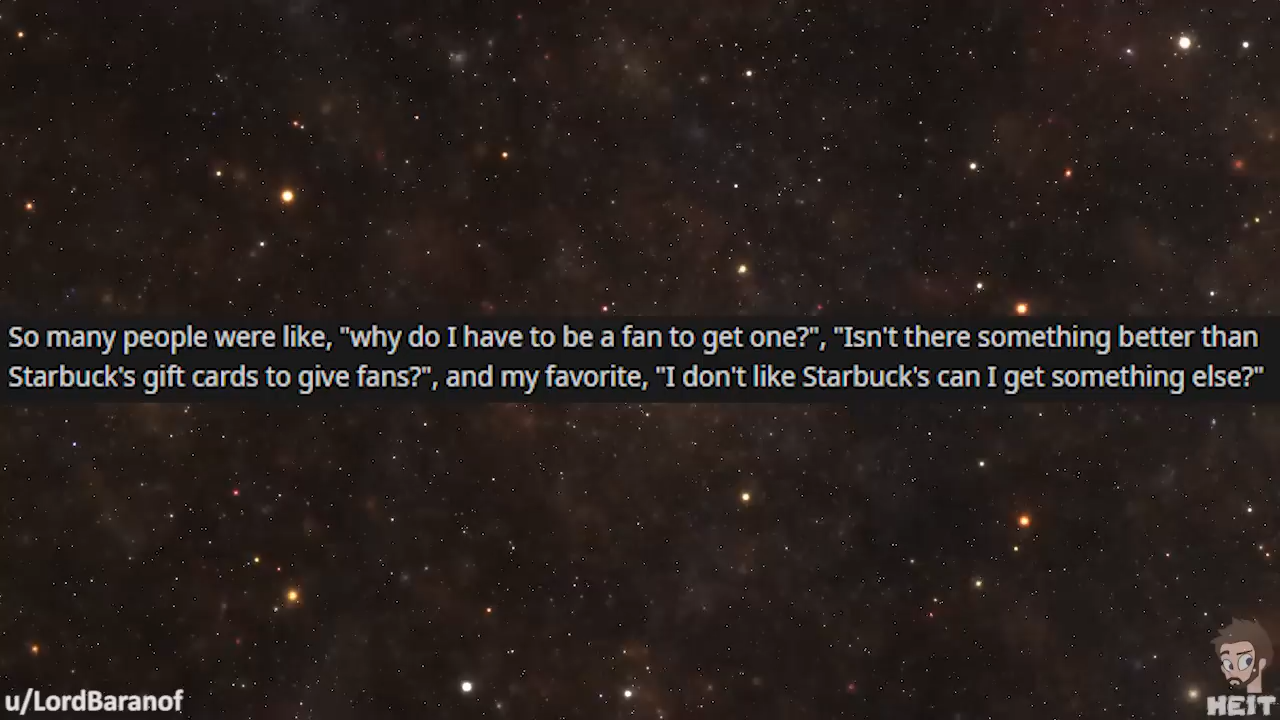 So many people were like, "why do I have to be a fan to get one?", "Isn't there something better than
Starbuck's gift cards to give fans?", and my favorite, "I don't like Starbuck's can I get something else?"
u/LordBaranof
HEIT